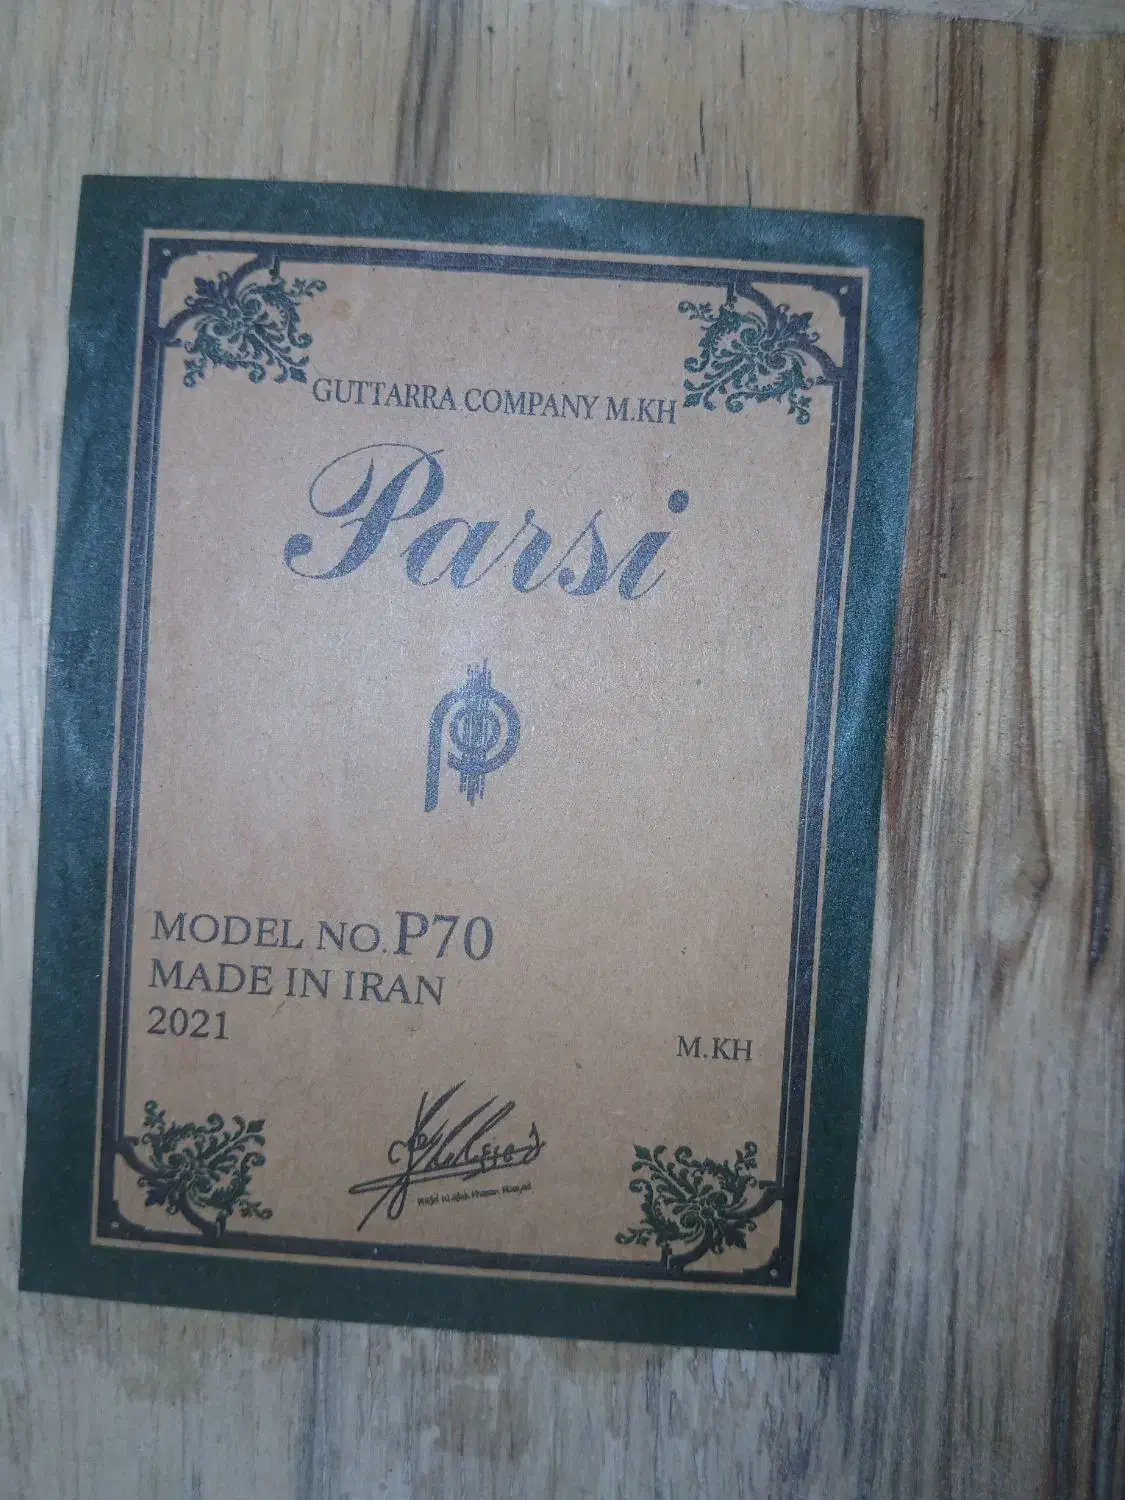 GUTTARRA COMPANY M.KH
Parsi
MODEL NO.P70
MADE IN IRAN
2021
M.KH